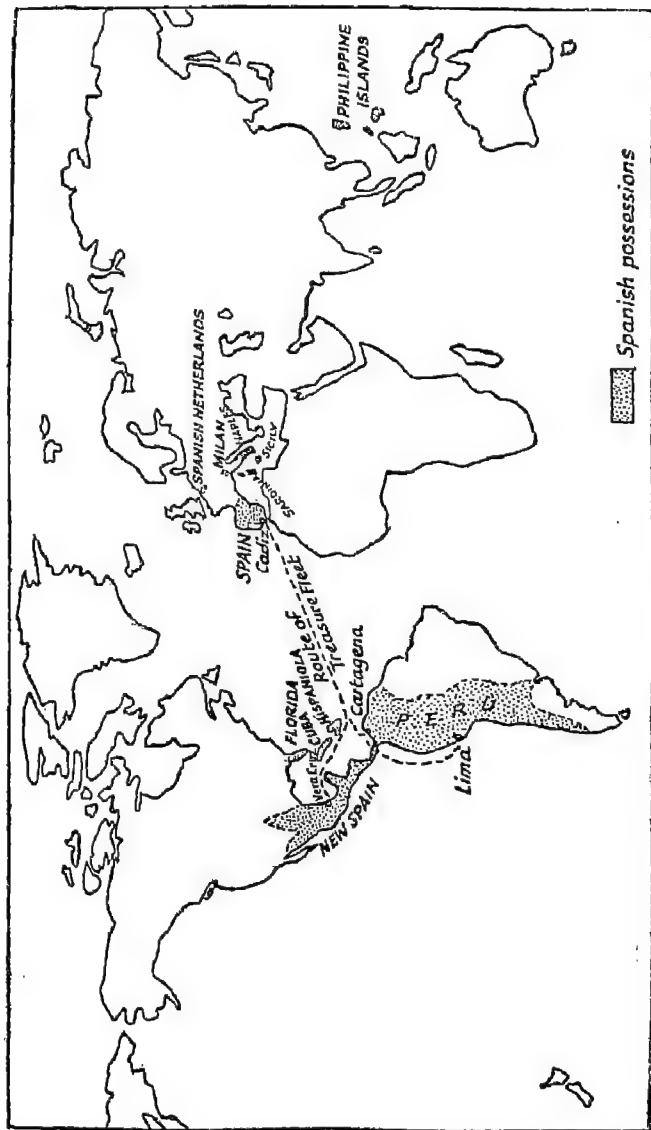 SPANISH NETHERLANDS
MILAN
NAPLES
SICILY
SARDINIA
SPAIN
Cadiz
PHILIPPINE
ISLANDS
FLORIDA
CUBA
HISPANIOLA
Route of
Treasure Fleet
Vera Cruz
Cartagena
NEW SPAIN
PERU
Lima
Spanish possessions